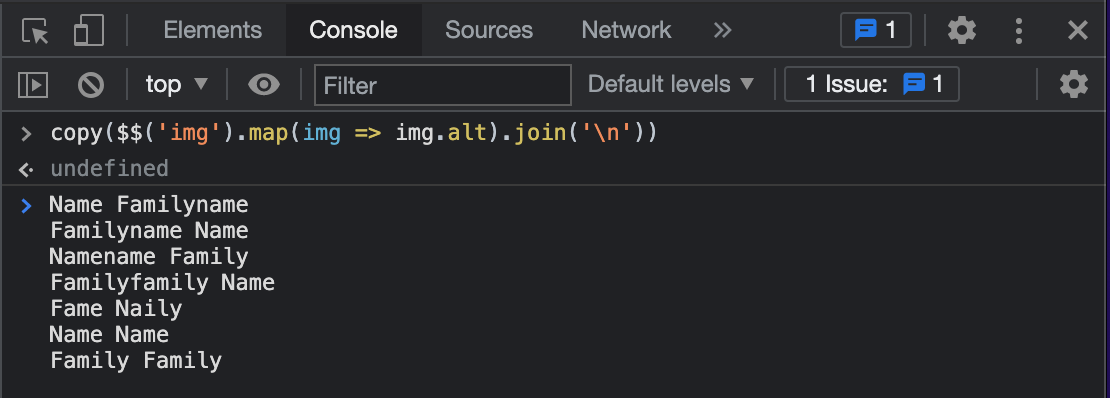 Elements Console Sources Network » 1
top ▼ Filter Default levels ▼ 1 Issue: 1
> copy($$('img').map(img => img.alt).join('\n'))
undefined
> Name Familyname
Familyname Name
Namename Family
Familyfamily Name
Fame Naily
Name Name
Family Family